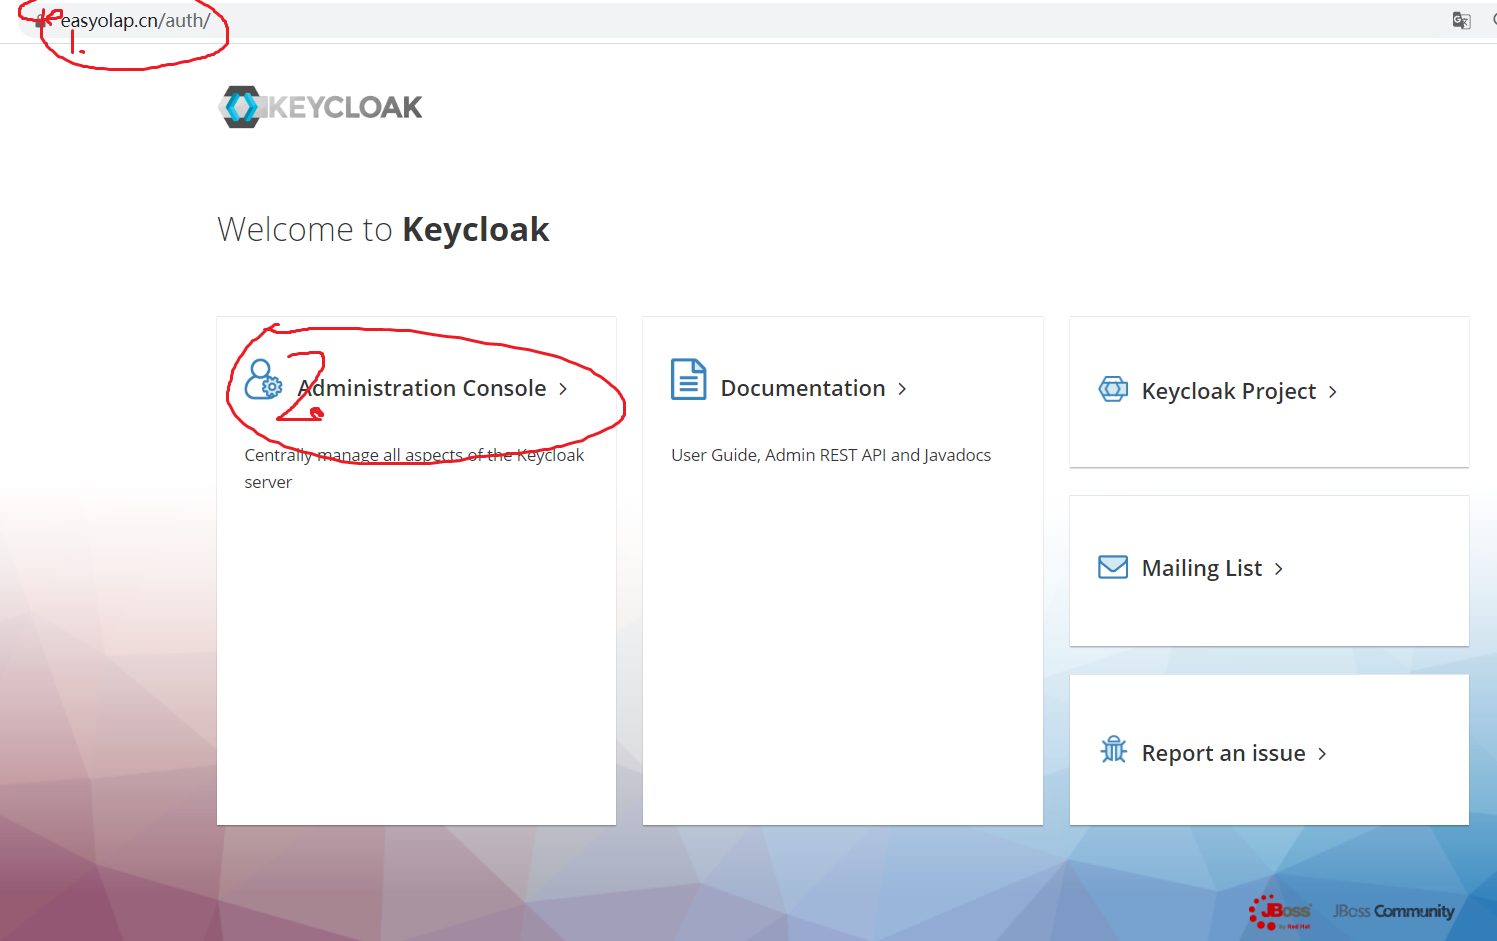 easyolap.cn/auth/
1.
KEYCLOAK
Welcome to Keycloak
2.
Administration Console
Centrally manage all aspects of the Keycloak
server
Documentation
User Guide, Admin REST API and Javadocs
Keycloak Project
Mailing List
Report an issue
JBoss
by Red Hat
JBoss Community